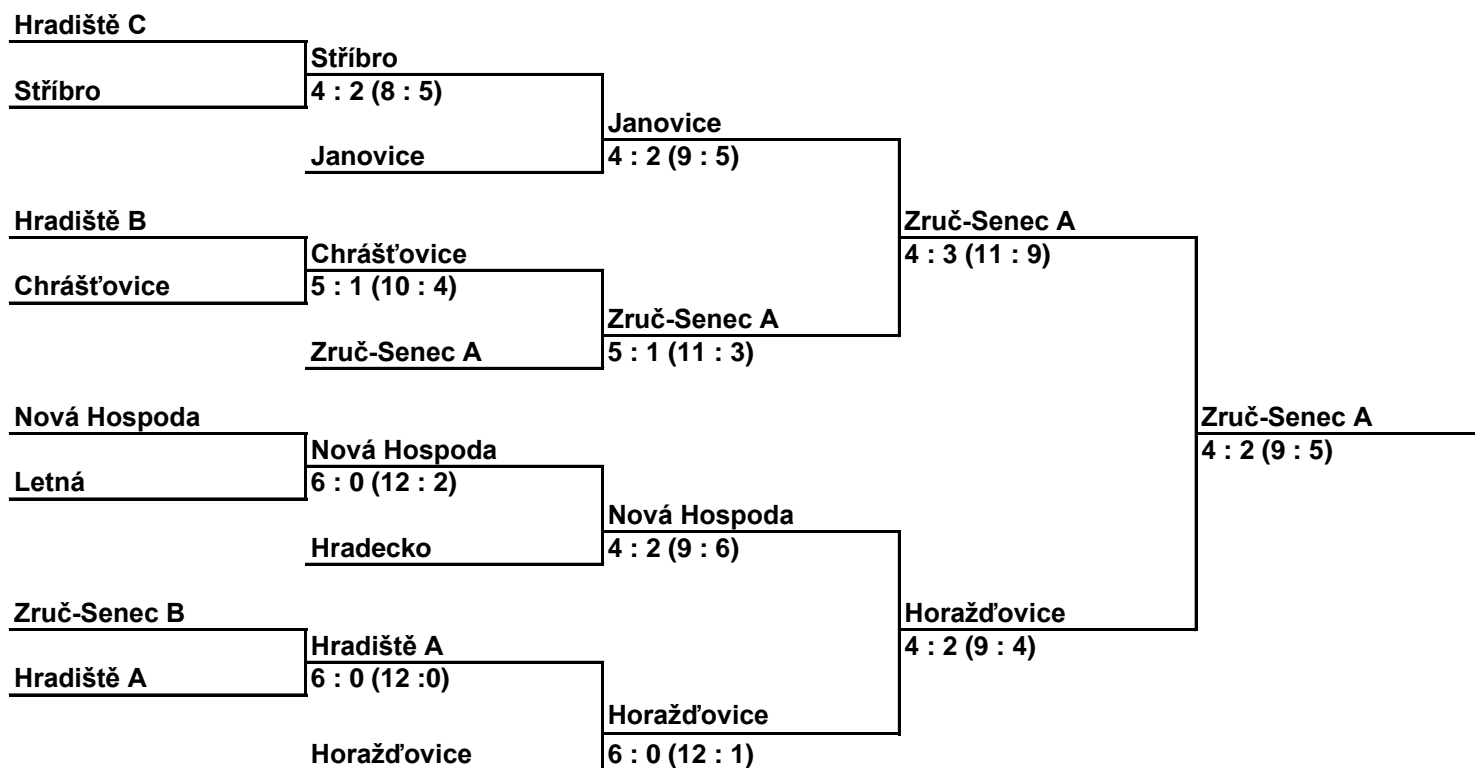 Hradiště C
Stříbro
Stříbro
4 : 2 (8 : 5)
Janovice
Janovice
4 : 2 (9 : 5)
Hradiště B
Zruč-Senec A
Chrášťovice
4 : 3 (11 : 9)
Chrášťovice
5 : 1 (10 : 4)
Zruč-Senec A
Zruč-Senec A
5 : 1 (11 : 3)
Nová Hospoda
Zruč-Senec A
Nová Hospoda
4 : 2 (9 : 5)
Letná
6 : 0 (12 : 2)
Nová Hospoda
Hradecko
4 : 2 (9 : 6)
Zruč-Senec B
Horažďovice
Hradiště A
4 : 2 (9 : 4)
Hradiště A
6 : 0 (12 :0)
Horažďovice
Horažďovice
6 : 0 (12 : 1)